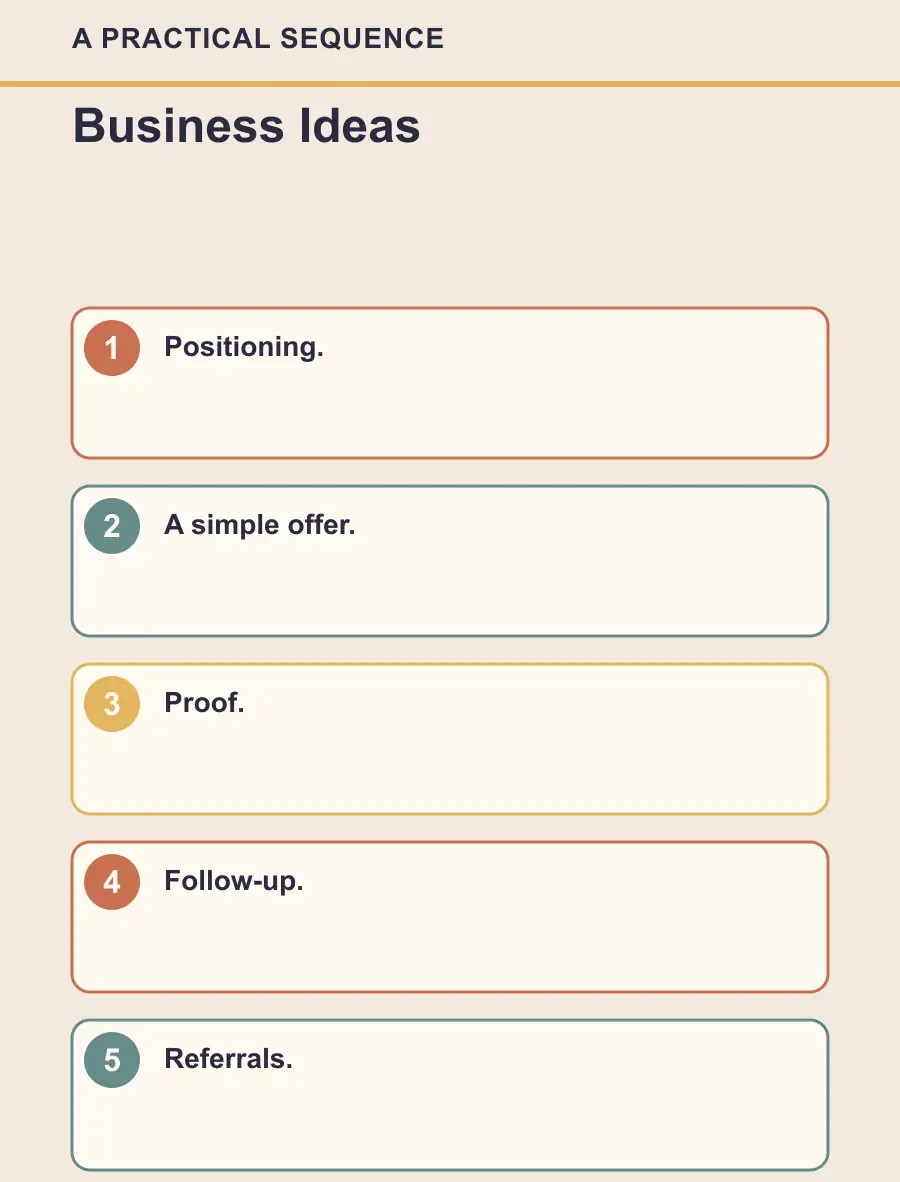 A PRACTICAL SEQUENCE
Business Ideas
1 Positioning.
2 A simple offer.
3 Proof.
4 Follow-up.
5 Referrals.